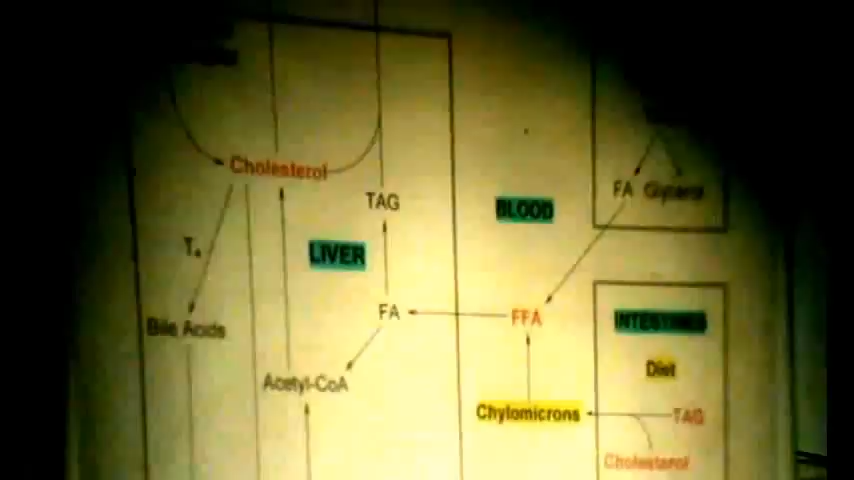 Cholesterol
TAG
FA Glycerol
BLOOD
T₄
LIVER
Bile Acids
FA
FFA
INTESTINES
Diet
Acetyl-CoA
Chylomicrons
TAG
Cholesterol